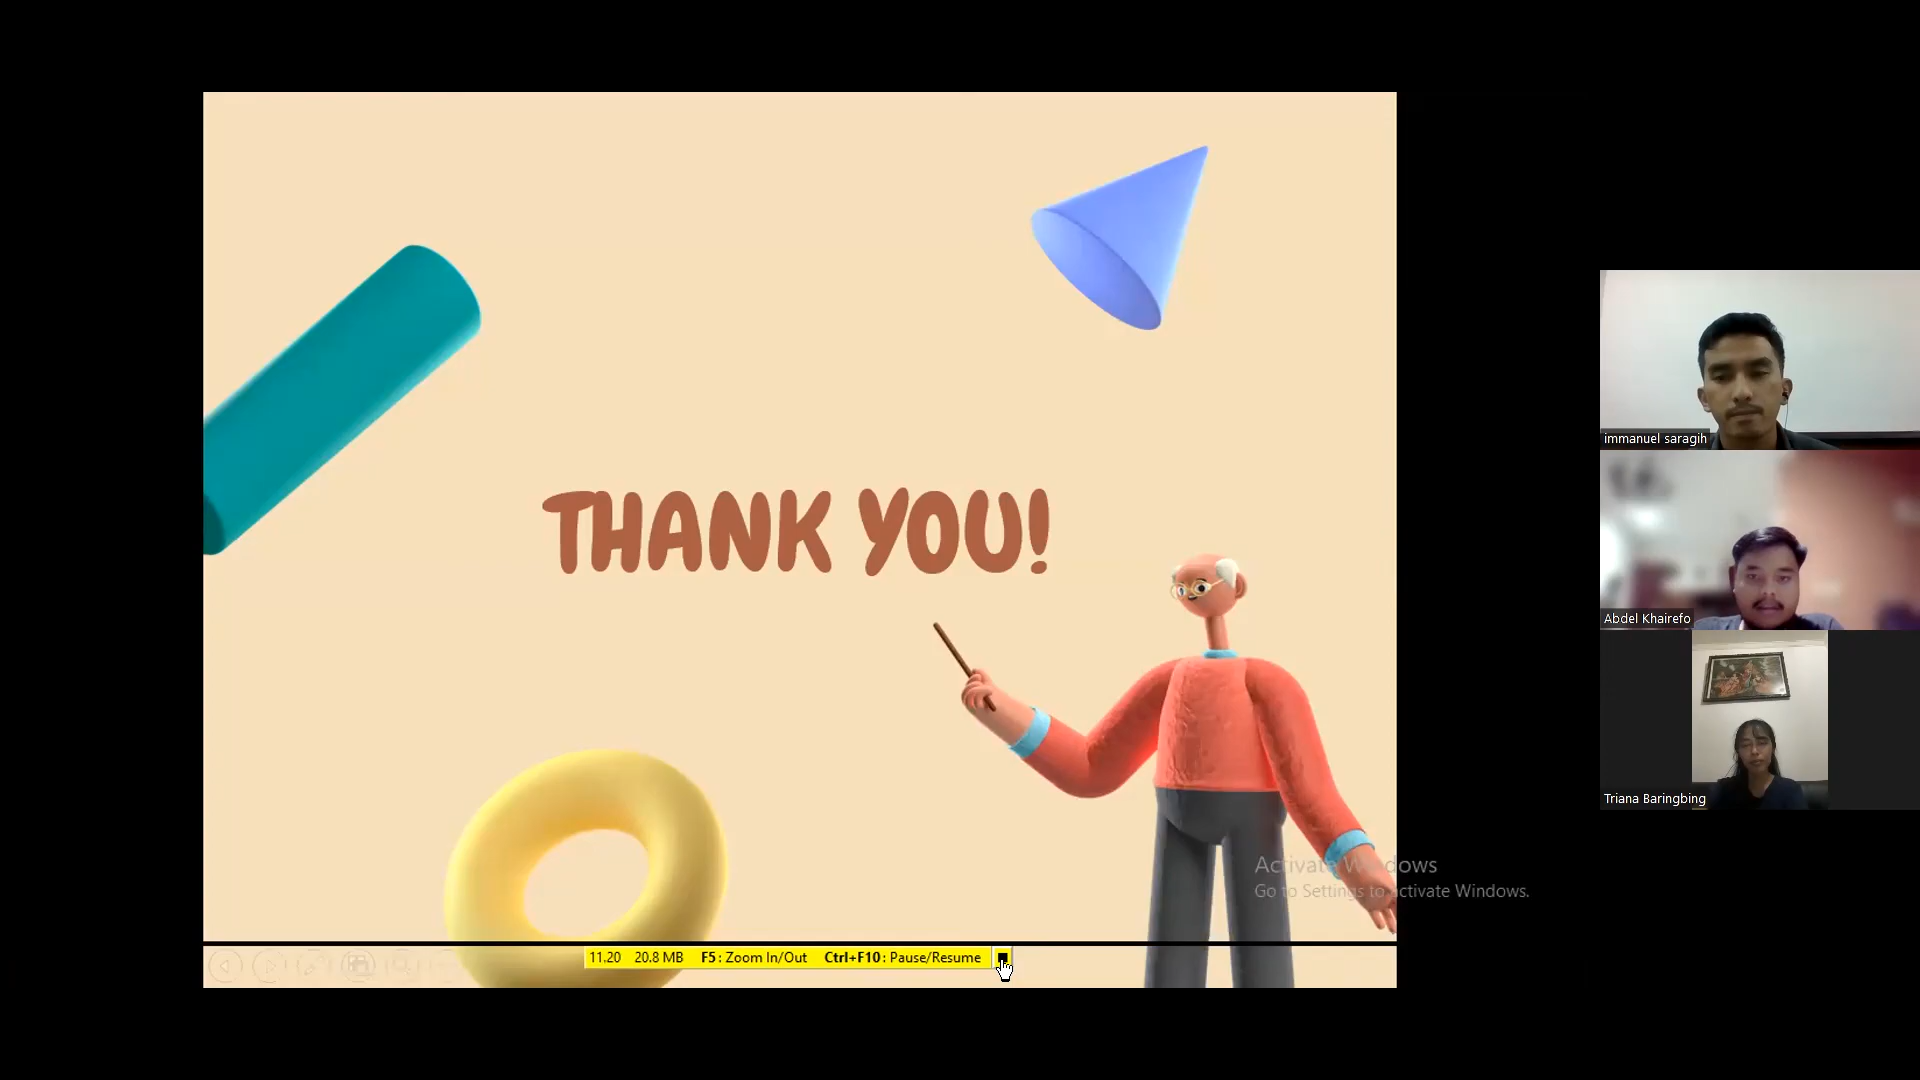 THANK YOU!
immanuel saragih
Abdel Khairefo
Triana Baringbing
Activate Windows
Go to Settings to activate Windows.
11.20 20.8 MB F5: Zoom In/Out Ctrl+F10: Pause/Resume